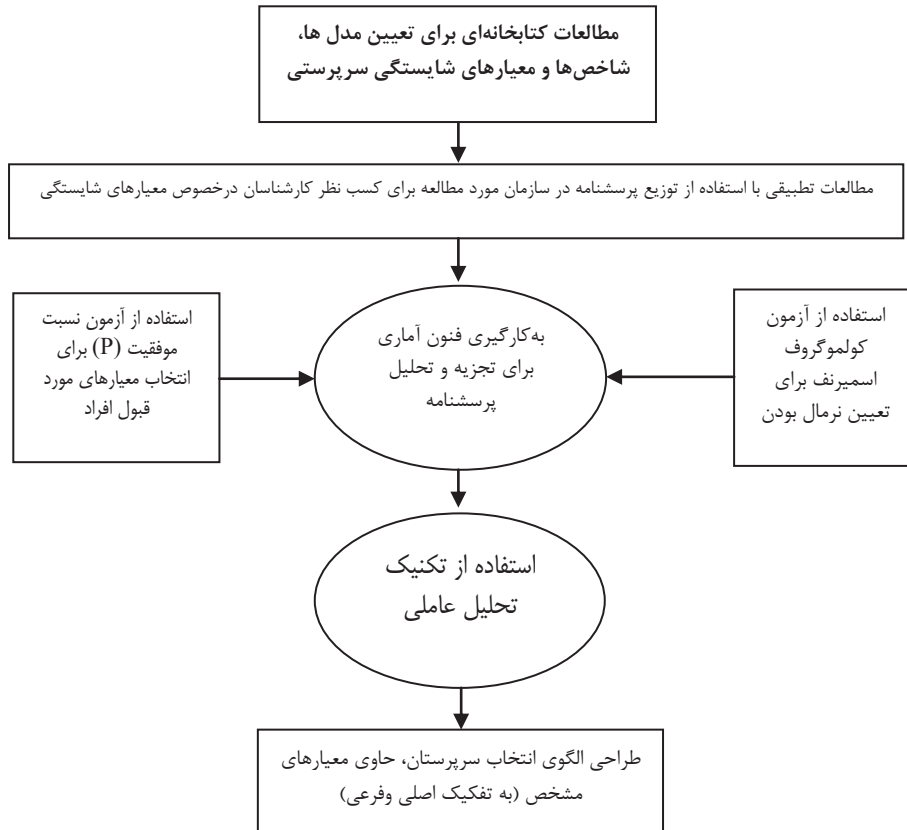 مطالعات کتابخانه‌ای برای تعیین مدل ها،
شاخص‌ها و معیارهای شایستگی سرپرستی
مطالعات تطبیقی با استفاده از توزیع پرسشنامه در سازمان مورد مطالعه برای کسب نظر کارشناسان درخصوص معیارهای شایستگی
استفاده از آزمون
کولموگروف
اسمیرنف برای
تعیین نرمال بودن
به‌کارگیری فنون آماری
برای تجزیه و تحلیل
پرسشنامه
استفاده از آزمون نسبت
موفقیت (P) برای
انتخاب معیارهای مورد
قبول افراد
استفاده از تکنیک
تحلیل عاملی
طراحی الگوی انتخاب سرپرستان، حاوی معیارهای
مشخص (به تفکیک اصلی وفرعی)